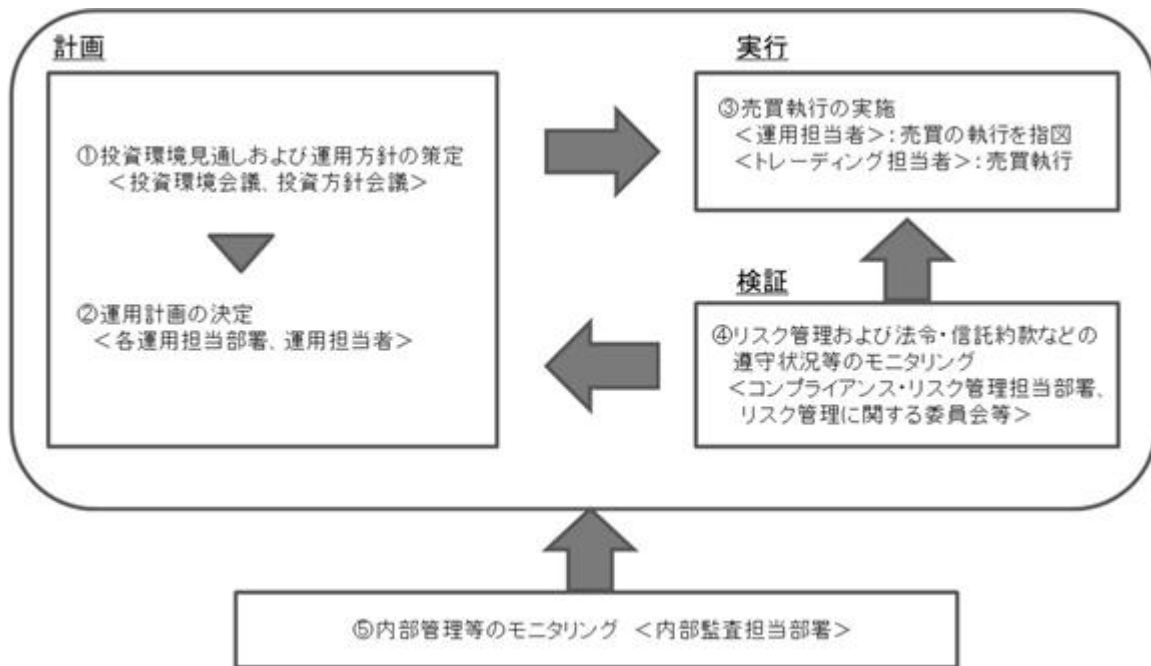 計画
①投資環境見通しおよび運用方針の策定
＜投資環境会議、投資方針会議＞
②運用計画の決定
＜各運用担当部署、運用担当者＞
実行
③売買執行の実施
＜運用担当者＞：売買の執行を指図
＜トレーディング担当者＞：売買執行
検証
④リスク管理および法令・信託約款などの
遵守状況等のモニタリング
＜コンプライアンス・リスク管理担当部署、
リスク管理に関する委員会等＞
⑤内部管理等のモニタリング ＜内部監査担当部署＞